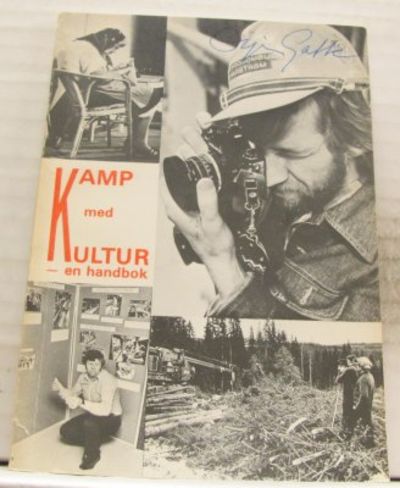 KAMP
med
KULTUR
— en handbok